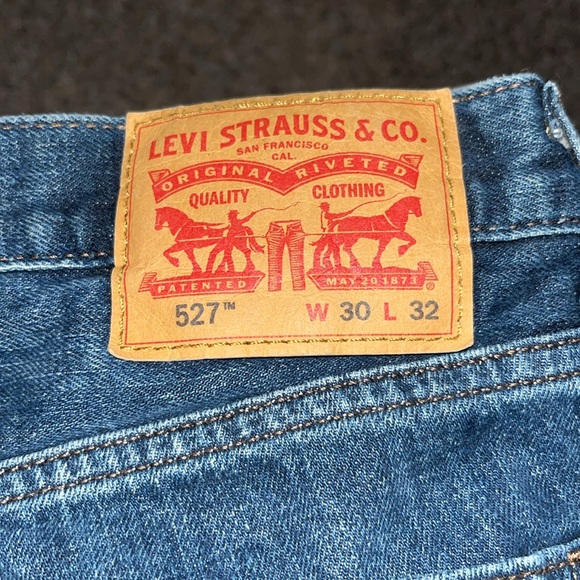 LEVI STRAUSS & CO.
SAN FRANCISCO
CAL.
ORIGINAL RIVETED
QUALITY CLOTHING
PATENTED MAY 20 1873
527™ W 30 L 32